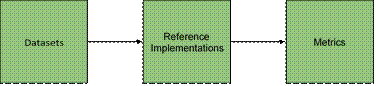 Datasets
Reference
Implementations
Metrics